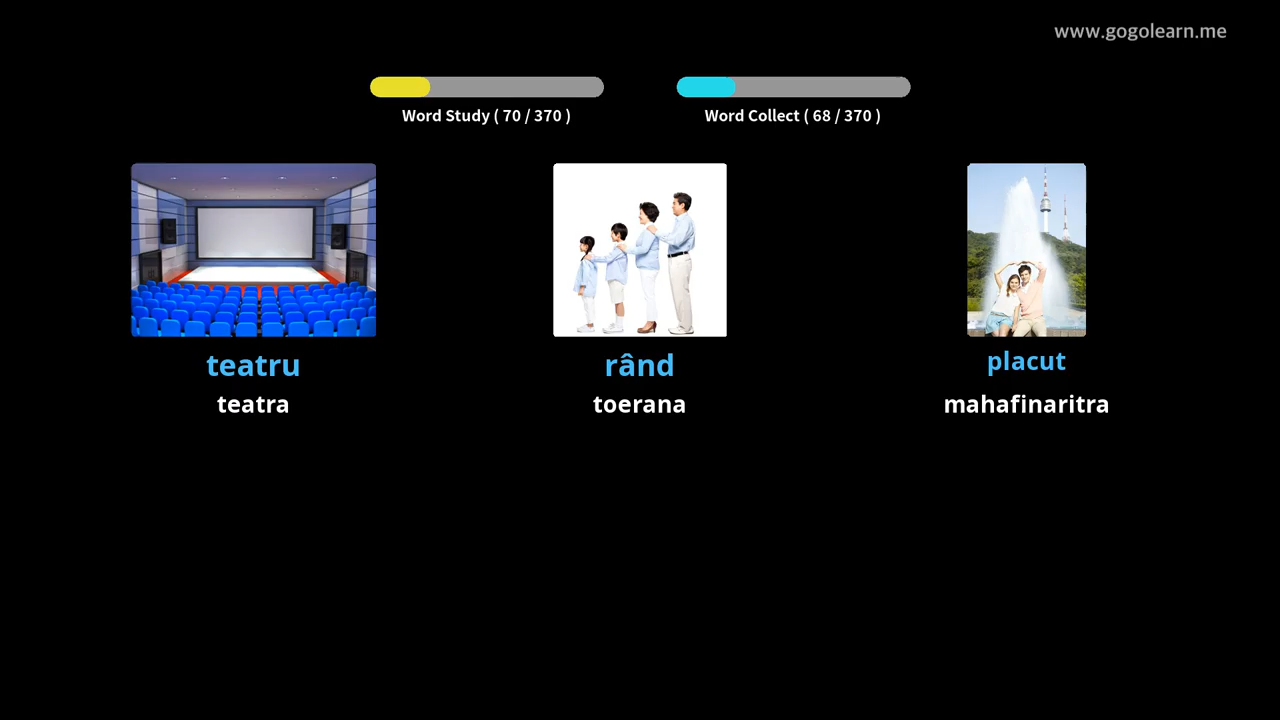 www.gogolearn.me
Word Study ( 70 / 370 )
Word Collect ( 68 / 370 )
teatru
teatra
rând
toerana
placut
mahafinaritra